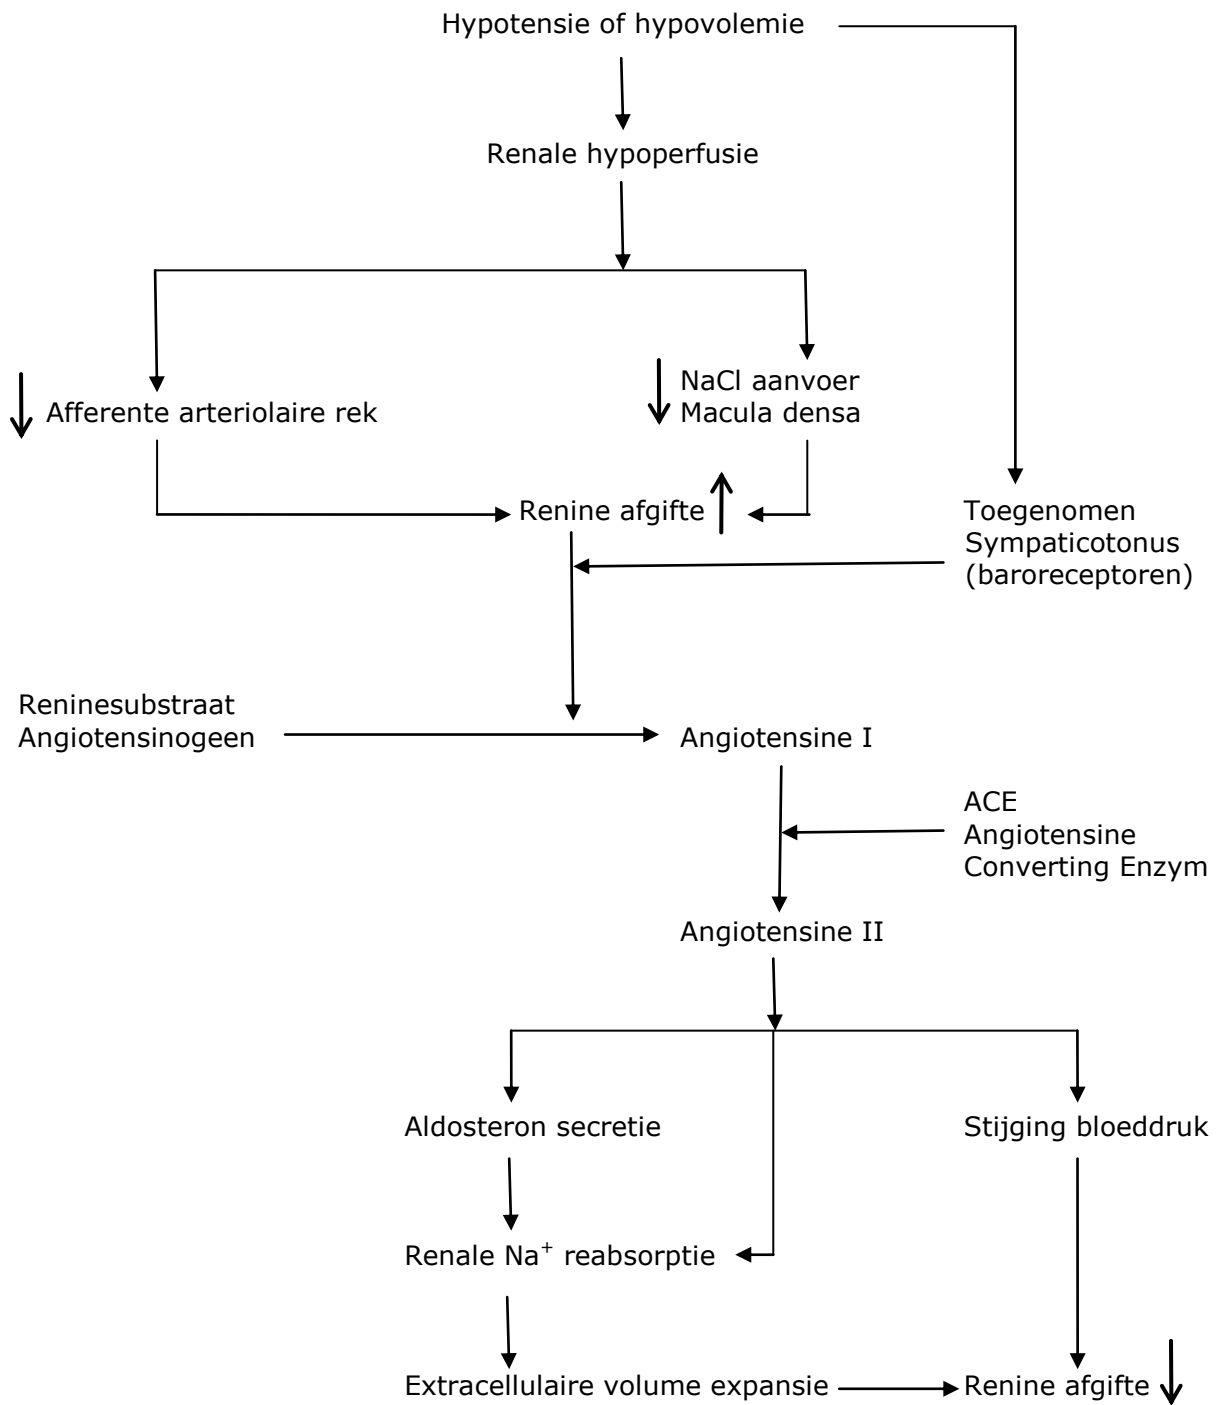 Hypotensie of hypovolemie
Renale hypoperfusie
NaCl aanvoer
Macula densa
Afferente arteriolaire rek
Renine afgifte
Toegenomen
Sympaticotonus
(baroreceptoren)
Reninesubstraat
Angiotensinogeen
Angiotensine I
ACE
Angiotensine
Converting Enzym
Angiotensine II
Aldosteron secretie
Stijging bloeddruk
Renale Na⁺ reabsorptie
Extracellulaire volume expansie
Renine afgifte